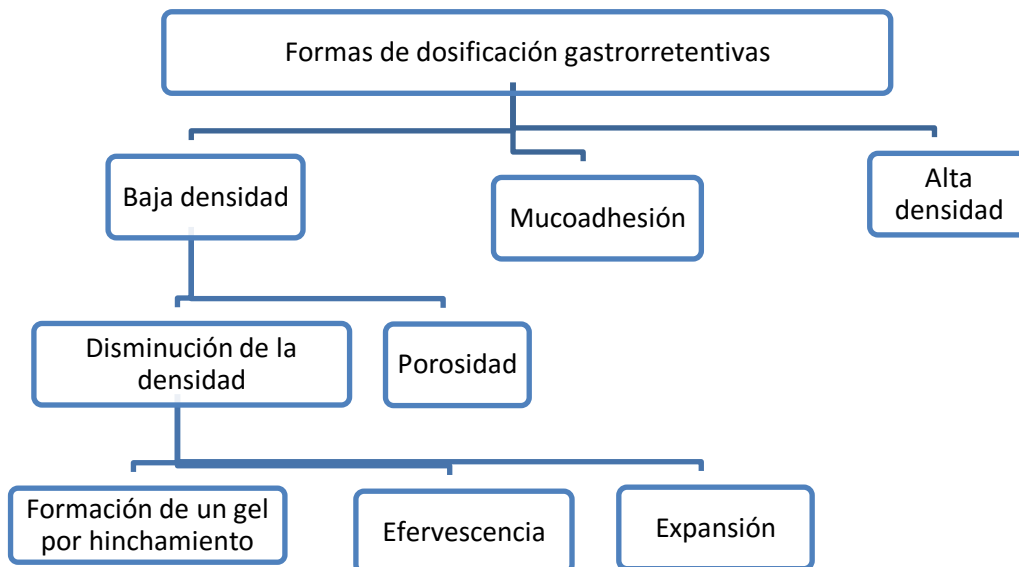 Formas de dosificación gastrorretentivas
Baja densidad
Mucoadhesión
Alta
densidad
Disminución de la
densidad
Porosidad
Formación de un gel
por hinchamiento
Efervescencia
Expansión